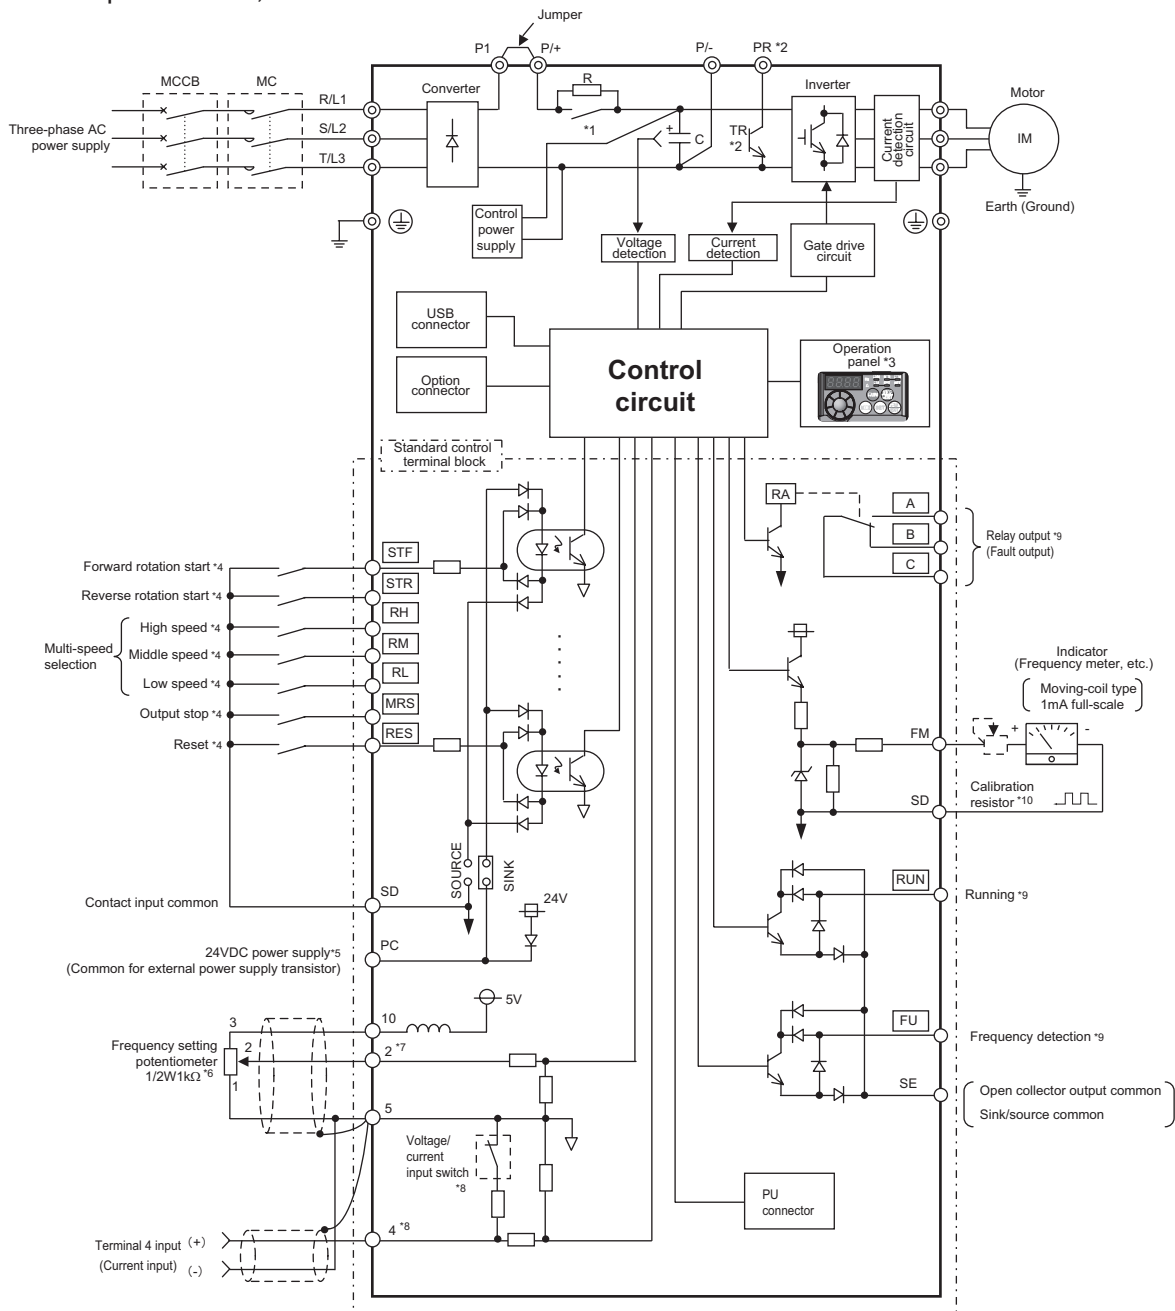 Jumper
P1
P/+
P/-
PR *2
MCCB
MC
Converter
R
Inverter
Motor
R/L1
Three-phase AC
power supply
S/L2
*1
+
C
TR
*2
Current
detection
circuit
IM
T/L3
Earth (Ground)
Control
power
supply
Voltage
detection
Current
detection
Gate drive
circuit
USB
connector
Option
connector
Control
circuit
Operation
panel *3
Standard control
terminal block
RA
A
B
C
Relay output *9
(Fault output)
STF
Forward rotation start *4
STR
Reverse rotation start *4
RH
High speed *4
Multi-speed
selection
RM
Middle speed *4
RL
Low speed *4
MRS
Output stop *4
RES
Reset *4
Indicator
(Frequency meter, etc.)
Moving-coil type
1mA full-scale
FM
+
-
SD
Calibration
resistor *10
SOURCE
SINK
SD
Contact input common
24V
24VDC power supply*5
(Common for external power supply transistor)
PC
RUN
Running *9
5V
10
3
2
1
Frequency setting
potentiometer
1/2W1kΩ *6
2 *7
5
FU
Frequency detection *9
SE
Open collector output common
Sink/source common
Voltage/
current
input switch
*8
4 *8
Terminal 4 input (+)
(Current input) (-)
PU
connector